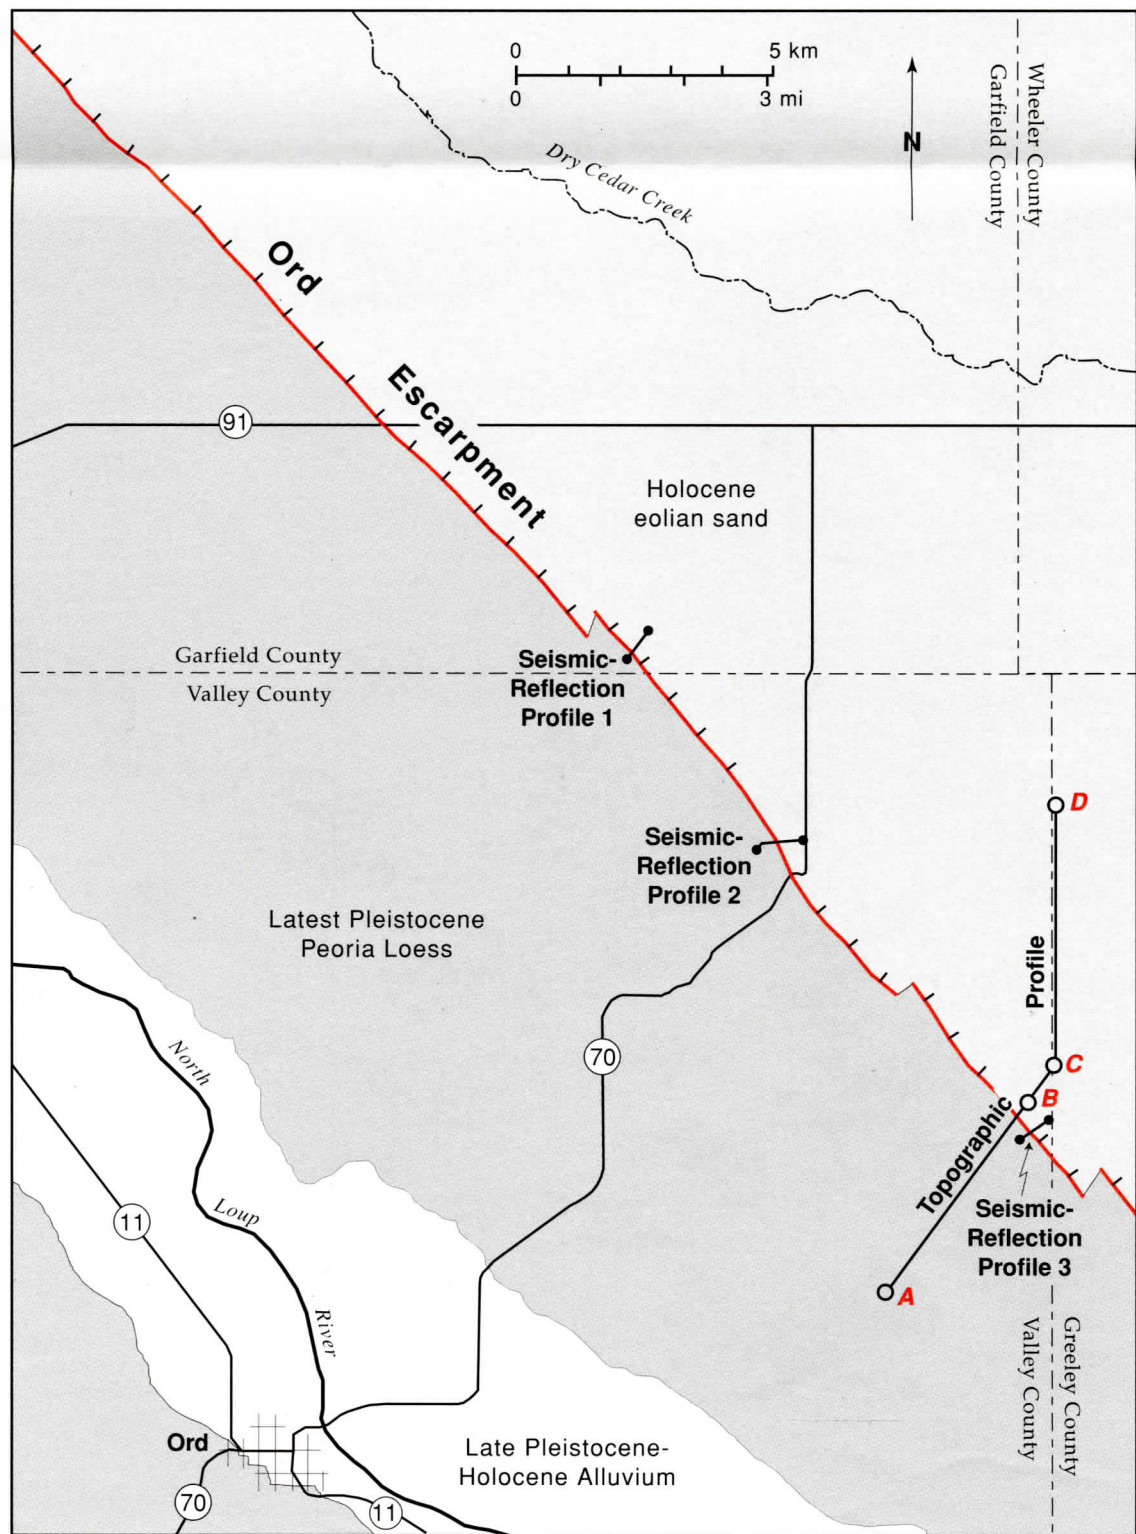 0 5 km
0 3 mi
N
Wheeler County
Garfield County
Dry Cedar Creek
Ord
Escarpment
91
Holocene
eolian sand
Garfield County
Valley County
Seismic-
Reflection
Profile 1
D
Seismic-
Reflection
Profile 2
Latest Pleistocene
Peoria Loess
Profile
North
70
C
B
Topographic
11
Loup
Seismic-
Reflection
Profile 3
A
River
Greeley County
Valley County
Ord
Late Pleistocene-
Holocene Alluvium
70
11